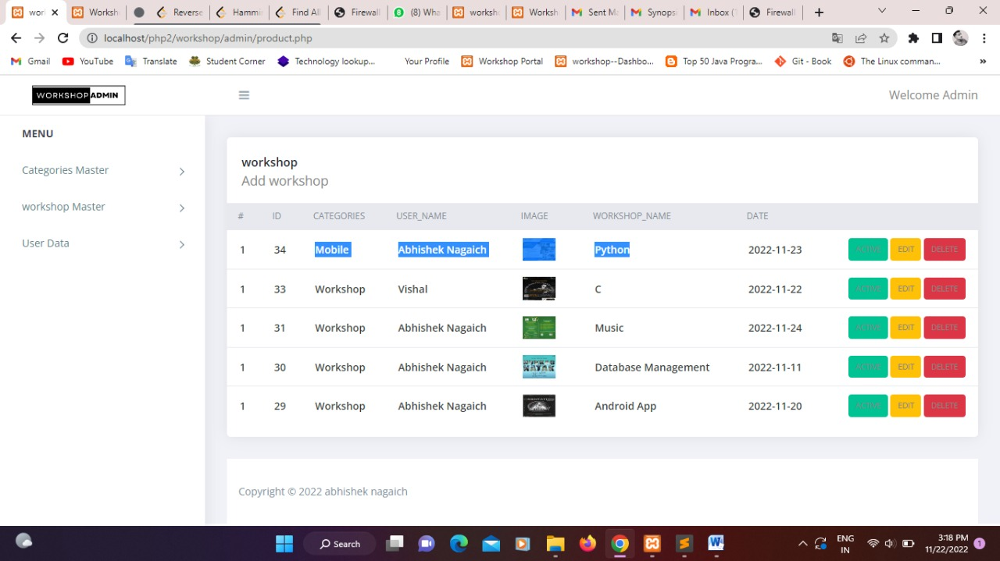 work
Worksh
Reverse
Hammin
Find All
Firewall
(8) Wha
worksh
Worksh
Sent M
Synops
Inbox (1
Firewall
localhost/php2/workshop/admin/product.php
Gmail
YouTube
Translate
Student Corner
Technology lookup...
Your Profile
Workshop Portal
workshop--Dashbo...
Top 50 Java Progra...
Git - Book
The Linux comman...
»
WORKSHOPADMIN
Welcome Admin
MENU
Categories Master
workshop Master
User Data
workshop
Add workshop
# ID CATEGORIES USER_NAME IMAGE WORKSHOP_NAME DATE
1 34 Mobile Abhishek Nagaich Python 2022-11-23 ACTIVE EDIT DELETE
1 33 Workshop Vishal C 2022-11-22 ACTIVE EDIT DELETE
1 31 Workshop Abhishek Nagaich Music 2022-11-24 ACTIVE EDIT DELETE
1 30 Workshop Abhishek Nagaich Database Management 2022-11-11 ACTIVE EDIT DELETE
1 29 Workshop Abhishek Nagaich Android App 2022-11-20 ACTIVE EDIT DELETE
Copyright © 2022 abhishek nagaich
Search
ENG
IN
3:18 PM
11/22/2022
1